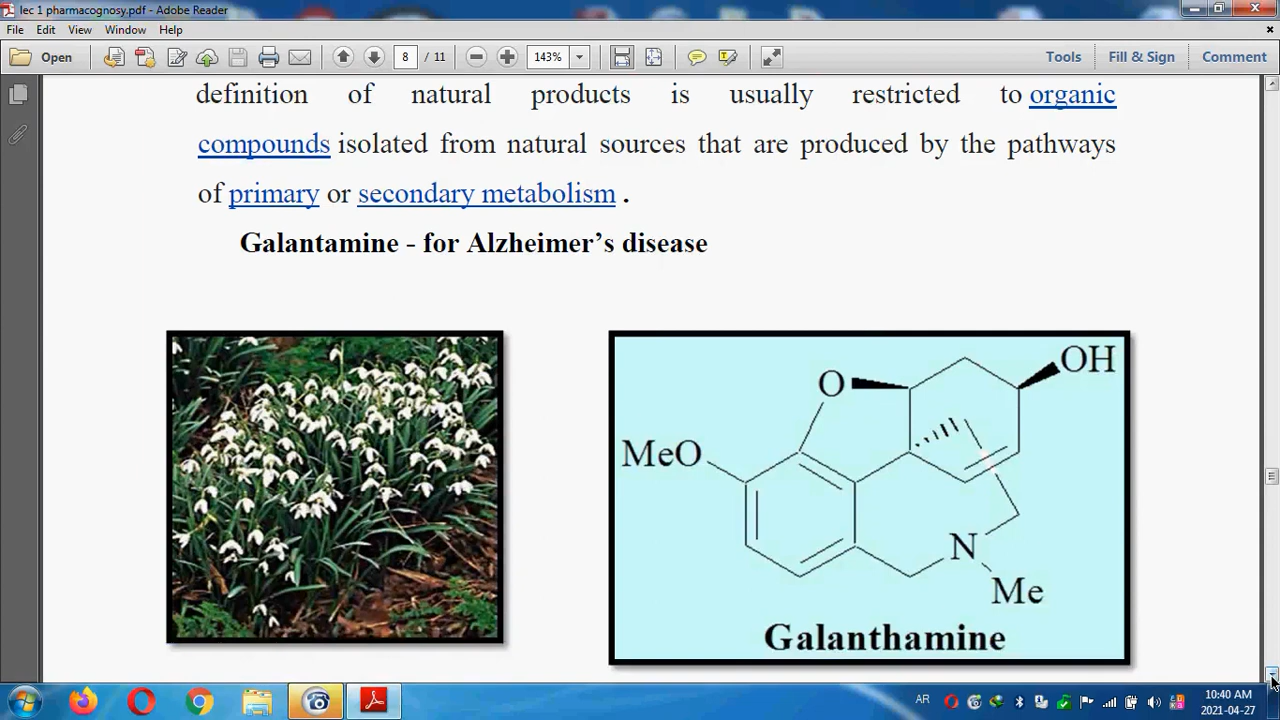 lec 1 pharmacognosy.pdf - Adobe Reader
File Edit View Window Help
Open 8 / 11 143% Tools Fill & Sign Comment
definition of natural products is usually restricted to organic
compounds isolated from natural sources that are produced by the pathways
of primary or secondary metabolism .
Galantamine - for Alzheimer’s disease
OH
O
MeO
N
Me
Galanthamine
AR 10:40 AM
2021-04-27